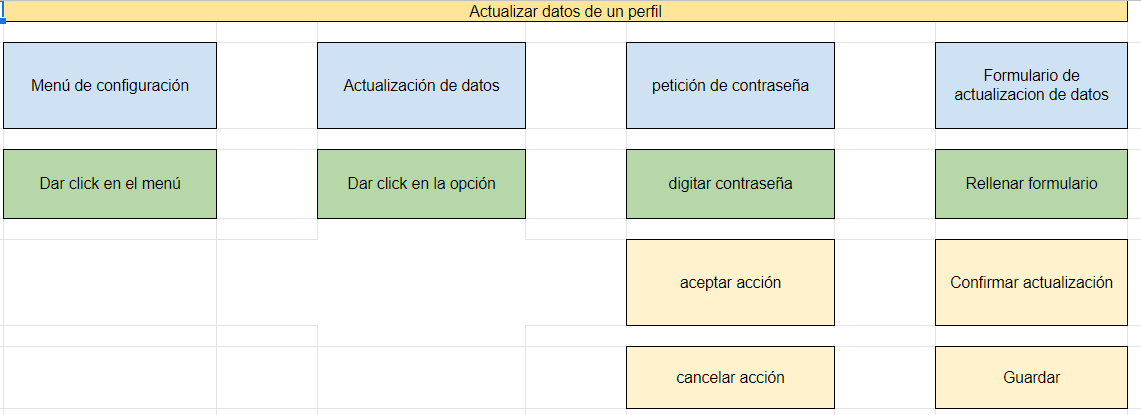 Actualizar datos de un perfil
Menú de configuración
Actualización de datos
petición de contraseña
Formulario de
actualizacion de datos
Dar click en el menú
Dar click en la opción
digitar contraseña
Rellenar formulario
aceptar acción
Confirmar actualización
cancelar acción
Guardar